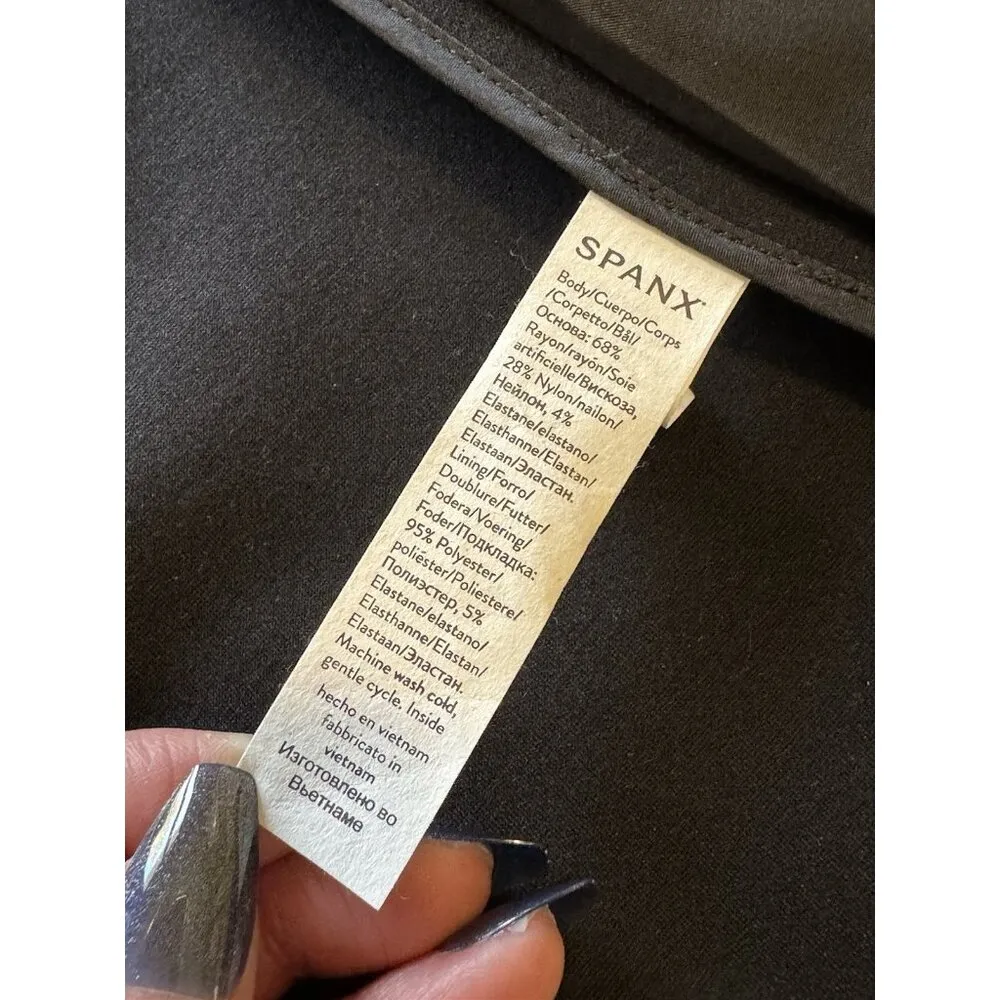 SPANX
Body/Cuerpo/Corps
/Corpetto/Bål/
Основа: 68%
Rayon/rayón/Soie
artificielle/Вискоза,
28% Nylon/nailon/
Нейлон, 4%
Elastane/elastano/
Elasthanne/Elastan/
Elastaan/Эластан.
Lining/Forro/
Doublure/Futter/
Fodera/Voering/
Foder/Подкладка:
95% Polyester/
poliéster/Poliestere/
Полиэстер, 5%
Elastane/elastano/
Elasthanne/Elastan/
Elastaan/Эластан.
Machine wash cold,
gentle cycle. Inside
hecho en vietnam
fabbricato in
vietnam
Изготовлено во
Вьетнаме